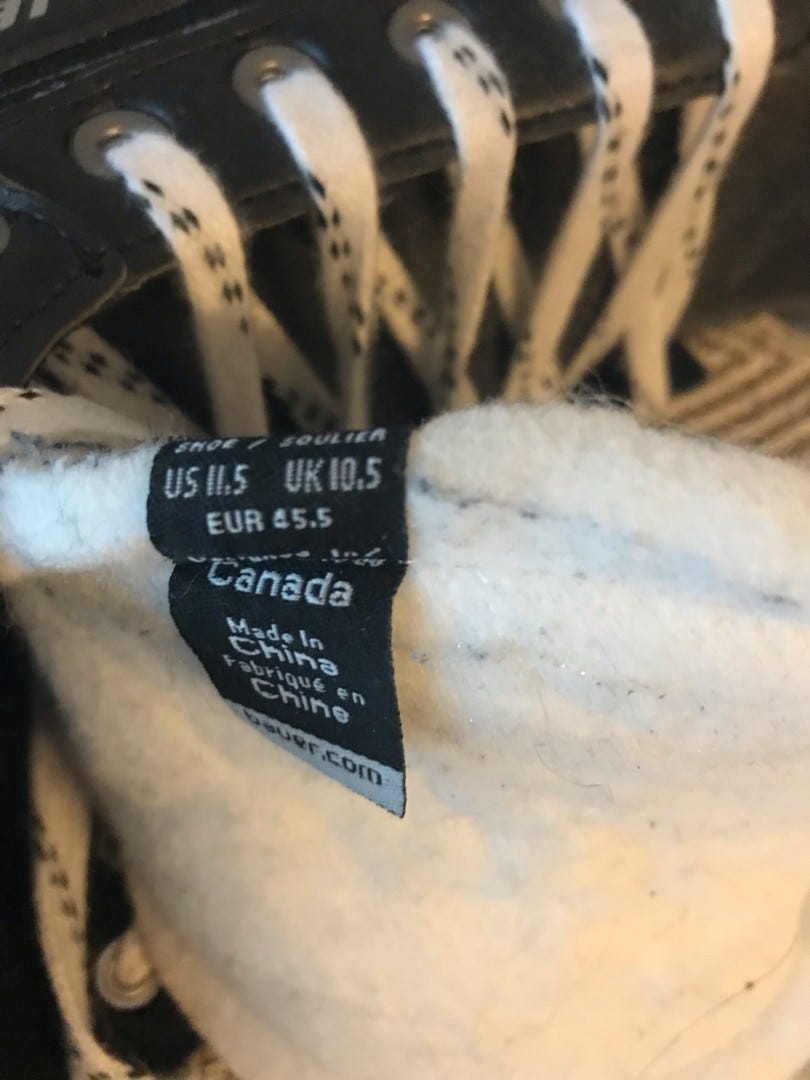 SHOE / SOULIER
US 11.5 UK 10.5
EUR 45.5
Canada
Made In
China
Fabriqué en
Chine
bauer.com